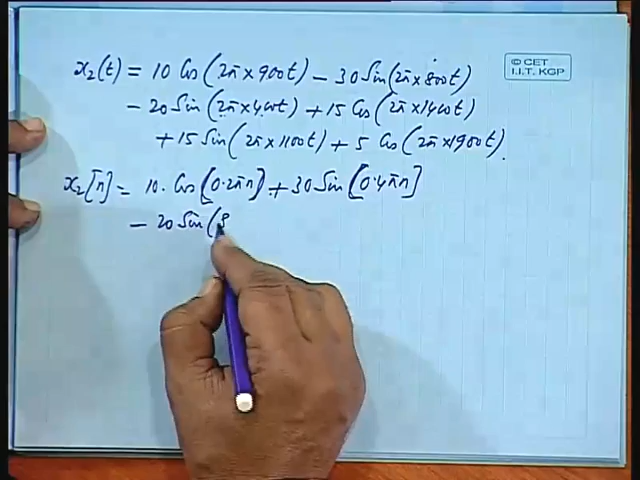 x₂(t) = 10 Cos(2π×900t) − 30 Sin(2π×800t)
© CET
I.I.T. KGP
− 20 Sin(2π×400t) + 15 Cos(2π×1400t)
+ 15 Sin(2π×1100t) + 5 Cos(2π×1900t).
x₂[n] = 10. Cos[0.2πn] + 30 Sin[0.4πn]
− 20 Sin(